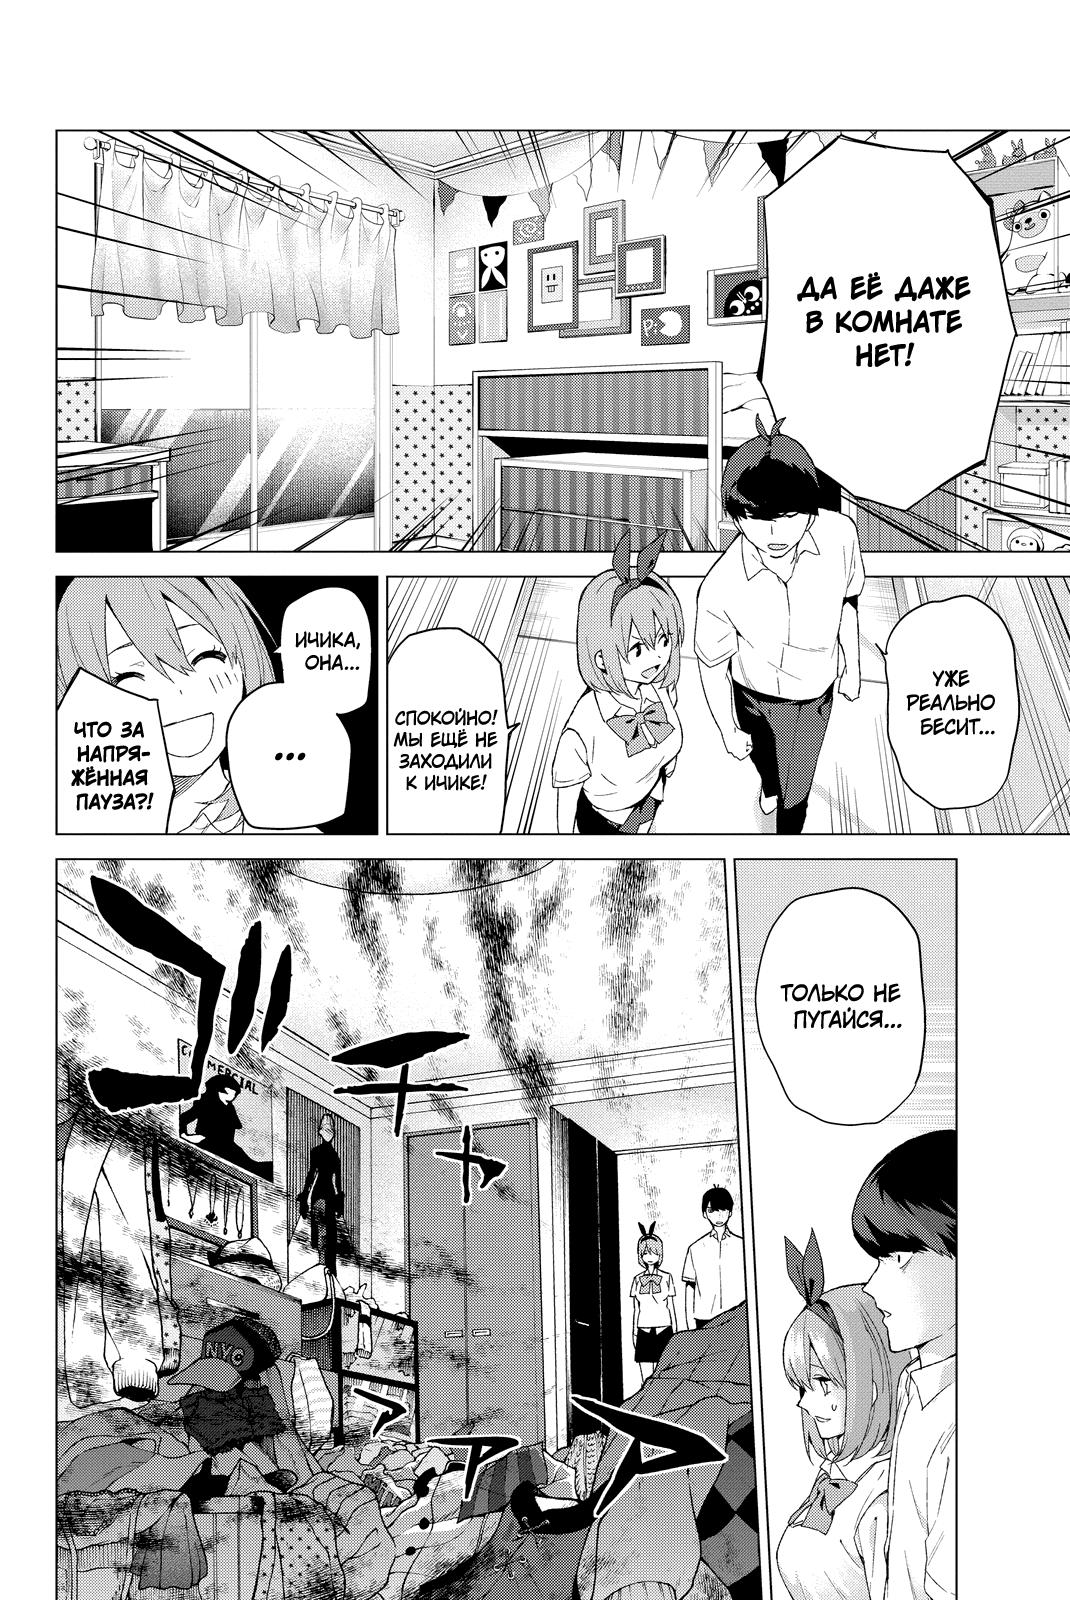 ДА ЕЁ ДАЖЕ
В КОМНАТЕ
НЕТ!
УЖЕ
РЕАЛЬНО
БЕСИТ...
СПОКОЙНО!
МЫ ЕЩЁ НЕ
ЗАХОДИЛИ
К ИЧИКЕ!
ИЧИКА,
ОНА...
...
ЧТО ЗА
НАПРЯ-
ЖЁННАЯ
ПАУЗА?!
ТОЛЬКО НЕ
ПУГАЙСЯ...
NYC